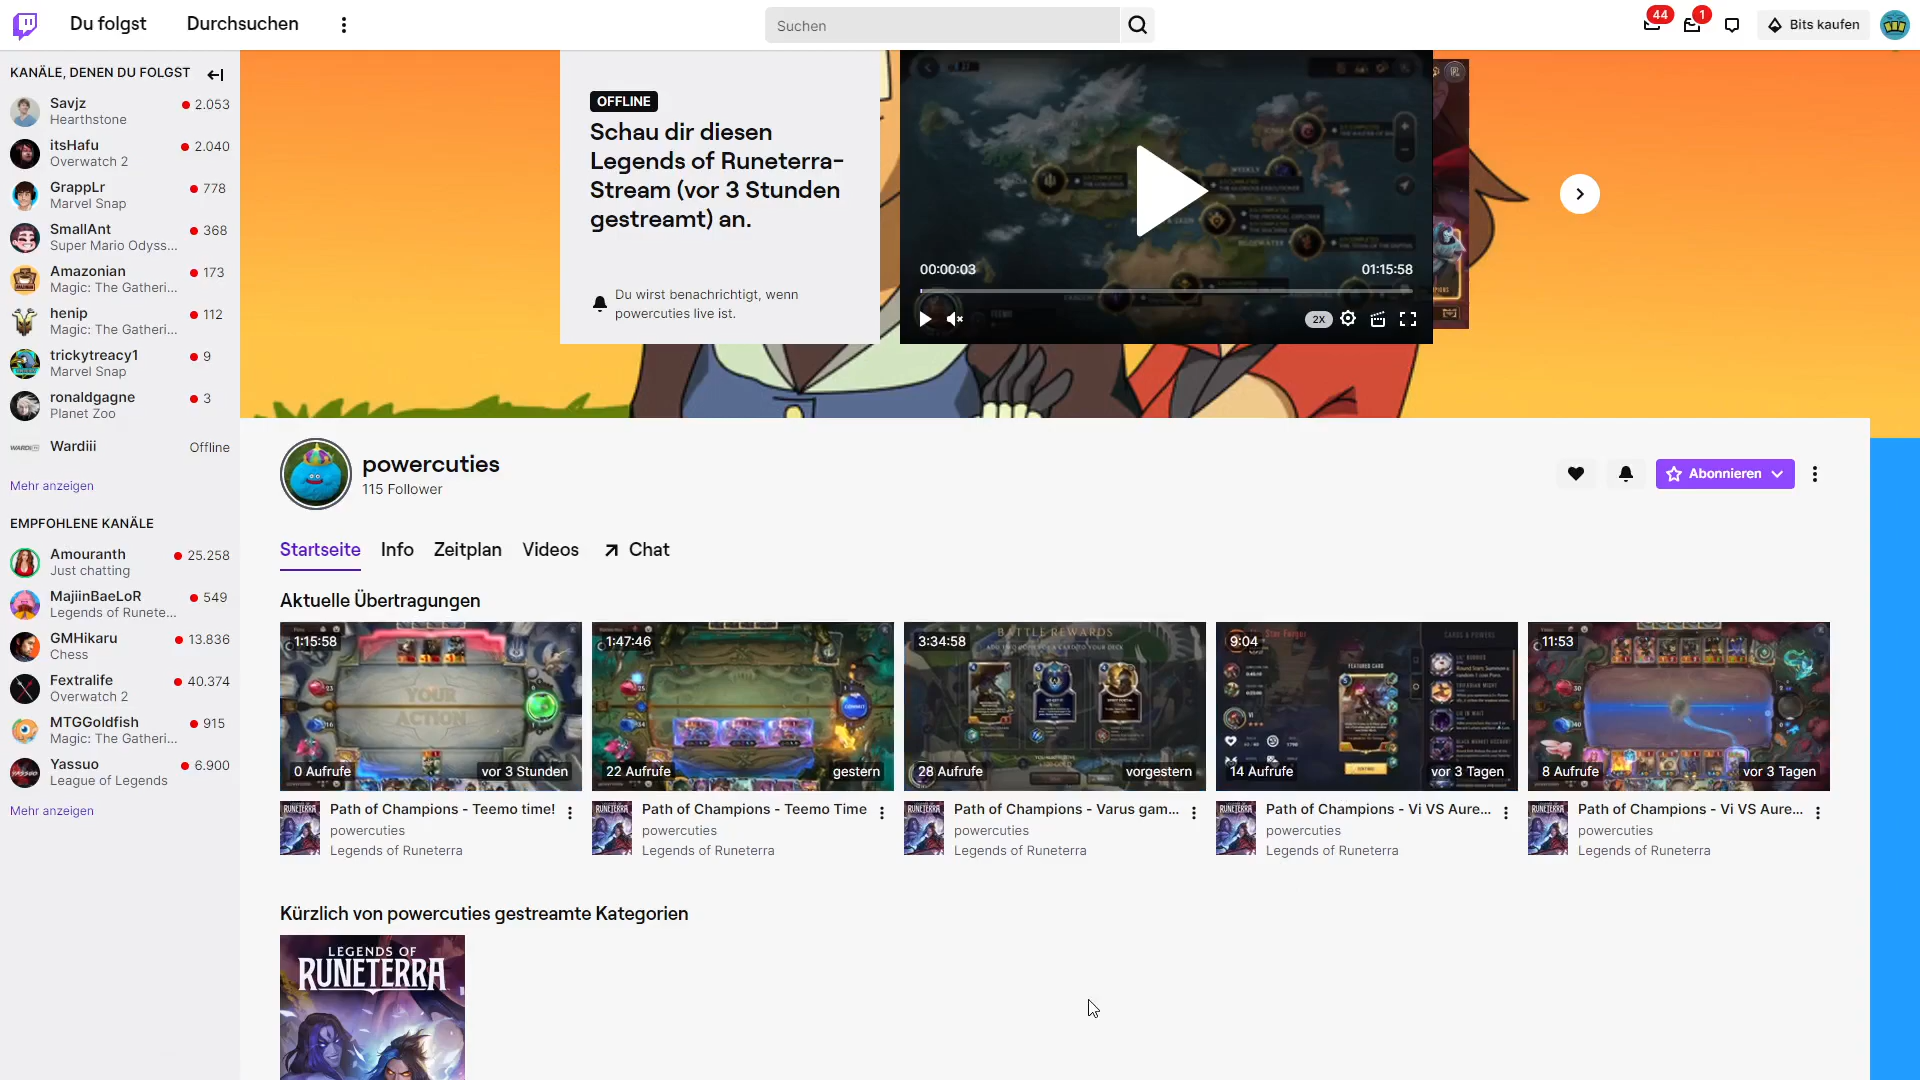 Du folgst
Durchsuchen
Suchen
44
1
Bits kaufen
KANÄLE, DENEN DU FOLGST
Savjz
2.053
Hearthstone
itsHafu
2.040
Overwatch 2
GrappLr
778
Marvel Snap
SmallAnt
368
Super Mario Odyss...
Amazonian
173
Magic: The Gatheri...
henip
112
Magic: The Gatheri...
trickytreacy1
9
Marvel Snap
ronaldgagne
3
Planet Zoo
Wardiii
Offline
Mehr anzeigen
EMPFOHLENE KANÄLE
Amouranth
25.258
Just chatting
MajiinBaeLoR
549
Legends of Runete...
GMHikaru
13.836
Chess
Fextralife
40.374
Overwatch 2
MTGGoldfish
915
Magic: The Gatheri...
Yassuo
6.900
League of Legends
Mehr anzeigen
OFFLINE
Schau dir diesen
Legends of Runeterra-
Stream (vor 3 Stunden
gestreamt) an.
Du wirst benachrichtigt, wenn
powercuties live ist.
00:00:03
01:15:58
2X
powercuties
115 Follower
Abonnieren
Startseite
Info
Zeitplan
Videos
Chat
Aktuelle Übertragungen
1:15:58
YOUR
ACTION
0 Aufrufe
vor 3 Stunden
Path of Champions - Teemo time!
powercuties
Legends of Runeterra
1:47:46
22 Aufrufe
gestern
Path of Champions - Teemo Time
powercuties
Legends of Runeterra
3:34:58
BATTLE REWARDS
28 Aufrufe
vorgestern
Path of Champions - Varus gam...
powercuties
Legends of Runeterra
9:04
Star Forger
CARDS & POWERS
FEATURED CARD
14 Aufrufe
vor 3 Tagen
Path of Champions - Vi VS Aure...
powercuties
Legends of Runeterra
11:53
8 Aufrufe
vor 3 Tagen
Path of Champions - Vi VS Aure...
powercuties
Legends of Runeterra
Kürzlich von powercuties gestreamte Kategorien
LEGENDS OF
RUNETERRA